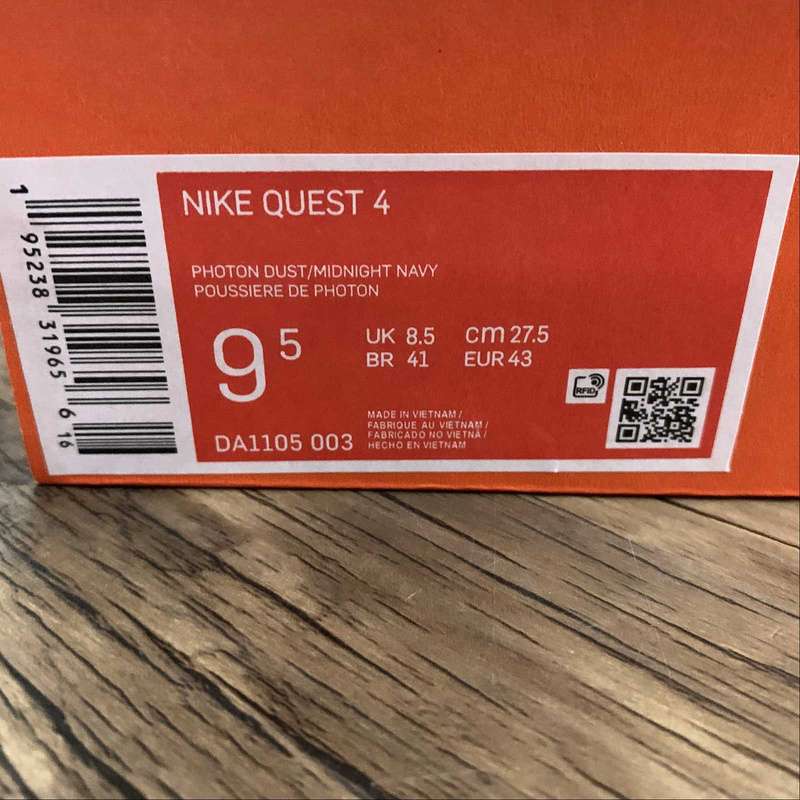 1 95238 31965 6 16
NIKE QUEST 4
PHOTON DUST/MIDNIGHT NAVY
POUSSIERE DE PHOTON
9 5
UK 8.5 cm 27.5
BR 41 EUR 43
RFID
DA1105 003
MADE IN VIETNAM /
FABRIQUE AU VIETNAM /
FABRICADO NO VIETNÃ /
HECHO EN VIETNAM